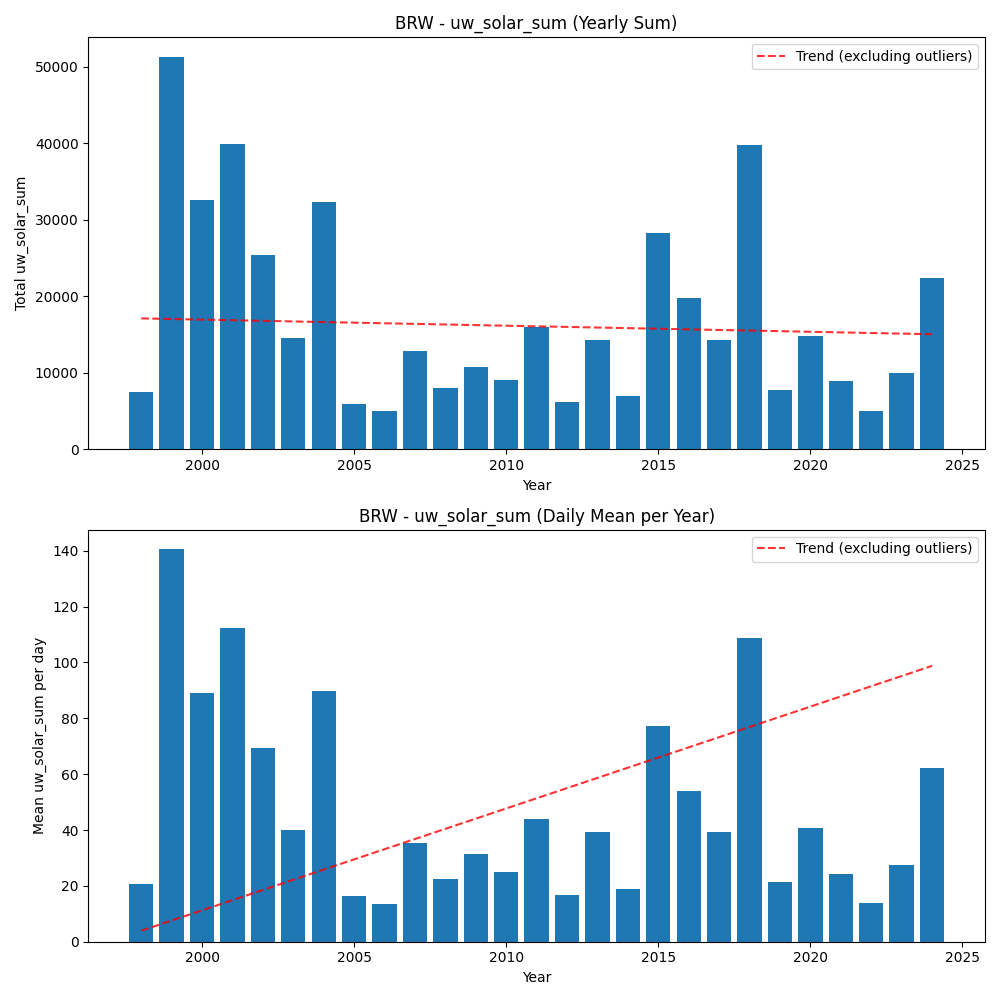 BRW - uw_solar_sum (Yearly Sum)
Trend (excluding outliers)
Total uw_solar_sum
50000
40000
30000
20000
10000
0
2000 2005 2010 2015 2020 2025
Year
BRW - uw_solar_sum (Daily Mean per Year)
Trend (excluding outliers)
Mean uw_solar_sum per day
140
120
100
80
60
40
20
0
2000 2005 2010 2015 2020 2025
Year